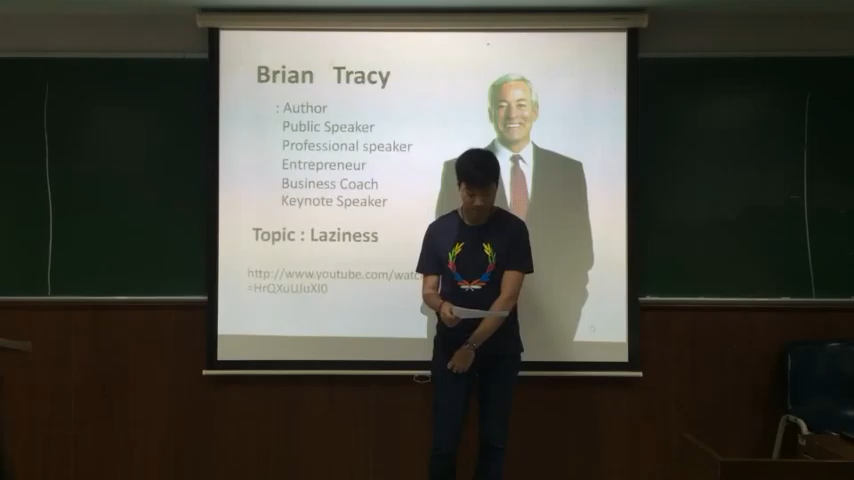 Brian Tracy
: Author
Public Speaker
Professional speaker
Entrepreneur
Business Coach
Keynote Speaker
Topic : Laziness
http://www.youtube.com/watc